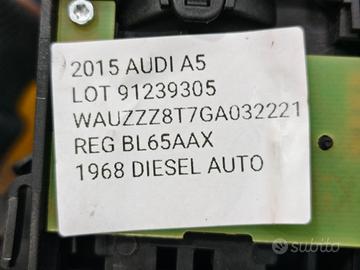 2015 AUDI A5
LOT 91239305
WAUZZZ8T7GA032221
REG BL65AAX
1968 DIESEL AUTO
subito